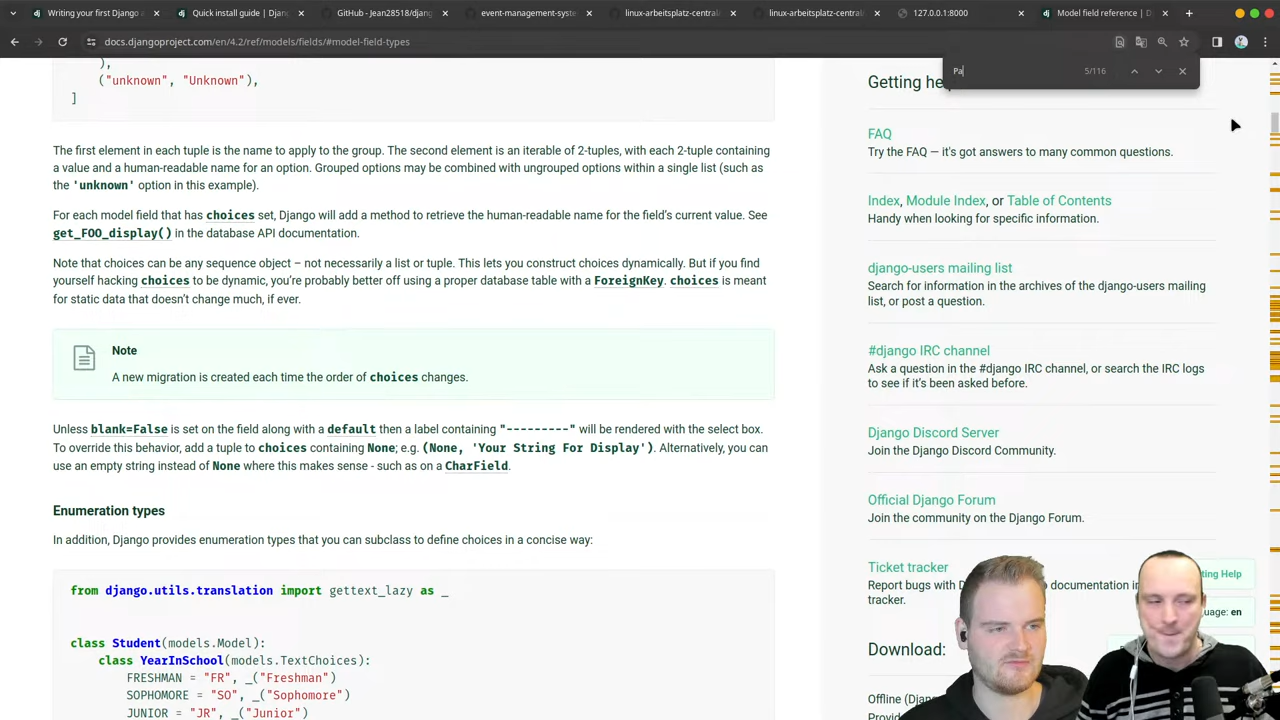 Writing your first Django a
Quick install guide | Djang
GitHub - Jean28518/djang
event-management-syste
linux-arbeitsplatz-central
linux-arbeitsplatz-central
127.0.0.1:8000
Model field reference | Dj
docs.djangoproject.com/en/4.2/ref/models/fields/#model-field-types
Pa
5/116
),
("unknown", "Unknown"),
]
The first element in each tuple is the name to apply to the group. The second element is an iterable of 2-tuples, with each 2-tuple containing
a value and a human-readable name for an option. Grouped options may be combined with ungrouped options within a single list (such as
the 'unknown' option in this example).
For each model field that has choices set, Django will add a method to retrieve the human-readable name for the field's current value. See
get_FOO_display() in the database API documentation.
Note that choices can be any sequence object – not necessarily a list or tuple. This lets you construct choices dynamically. But if you find
yourself hacking choices to be dynamic, you're probably better off using a proper database table with a ForeignKey. choices is meant
for static data that doesn't change much, if ever.
Note
A new migration is created each time the order of choices changes.
Unless blank=False is set on the field along with a default then a label containing "---------" will be rendered with the select box.
To override this behavior, add a tuple to choices containing None; e.g. (None, 'Your String For Display'). Alternatively, you can
use an empty string instead of None where this makes sense - such as on a CharField.
Enumeration types
In addition, Django provides enumeration types that you can subclass to define choices in a concise way:
from django.utils.translation import gettext_lazy as _
class Student(models.Model):
class YearInSchool(models.TextChoices):
FRESHMAN = "FR", _("Freshman")
SOPHOMORE = "SO", _("Sophomore")
JUNIOR = "JR", _("Junior")
Getting he
FAQ
Try the FAQ — it's got answers to many common questions.
Index, Module Index, or Table of Contents
Handy when looking for specific information.
django-users mailing list
Search for information in the archives of the django-users mailing
list, or post a question.
#django IRC channel
Ask a question in the #django IRC channel, or search the IRC logs
to see if it's been asked before.
Django Discord Server
Join the Django Discord Community.
Official Django Forum
Join the community on the Django Forum.
Ticket tracker
Report bugs with D o documentation in
tracker.
ting Help
uage: en
Download:
Offline (Djan
Provid